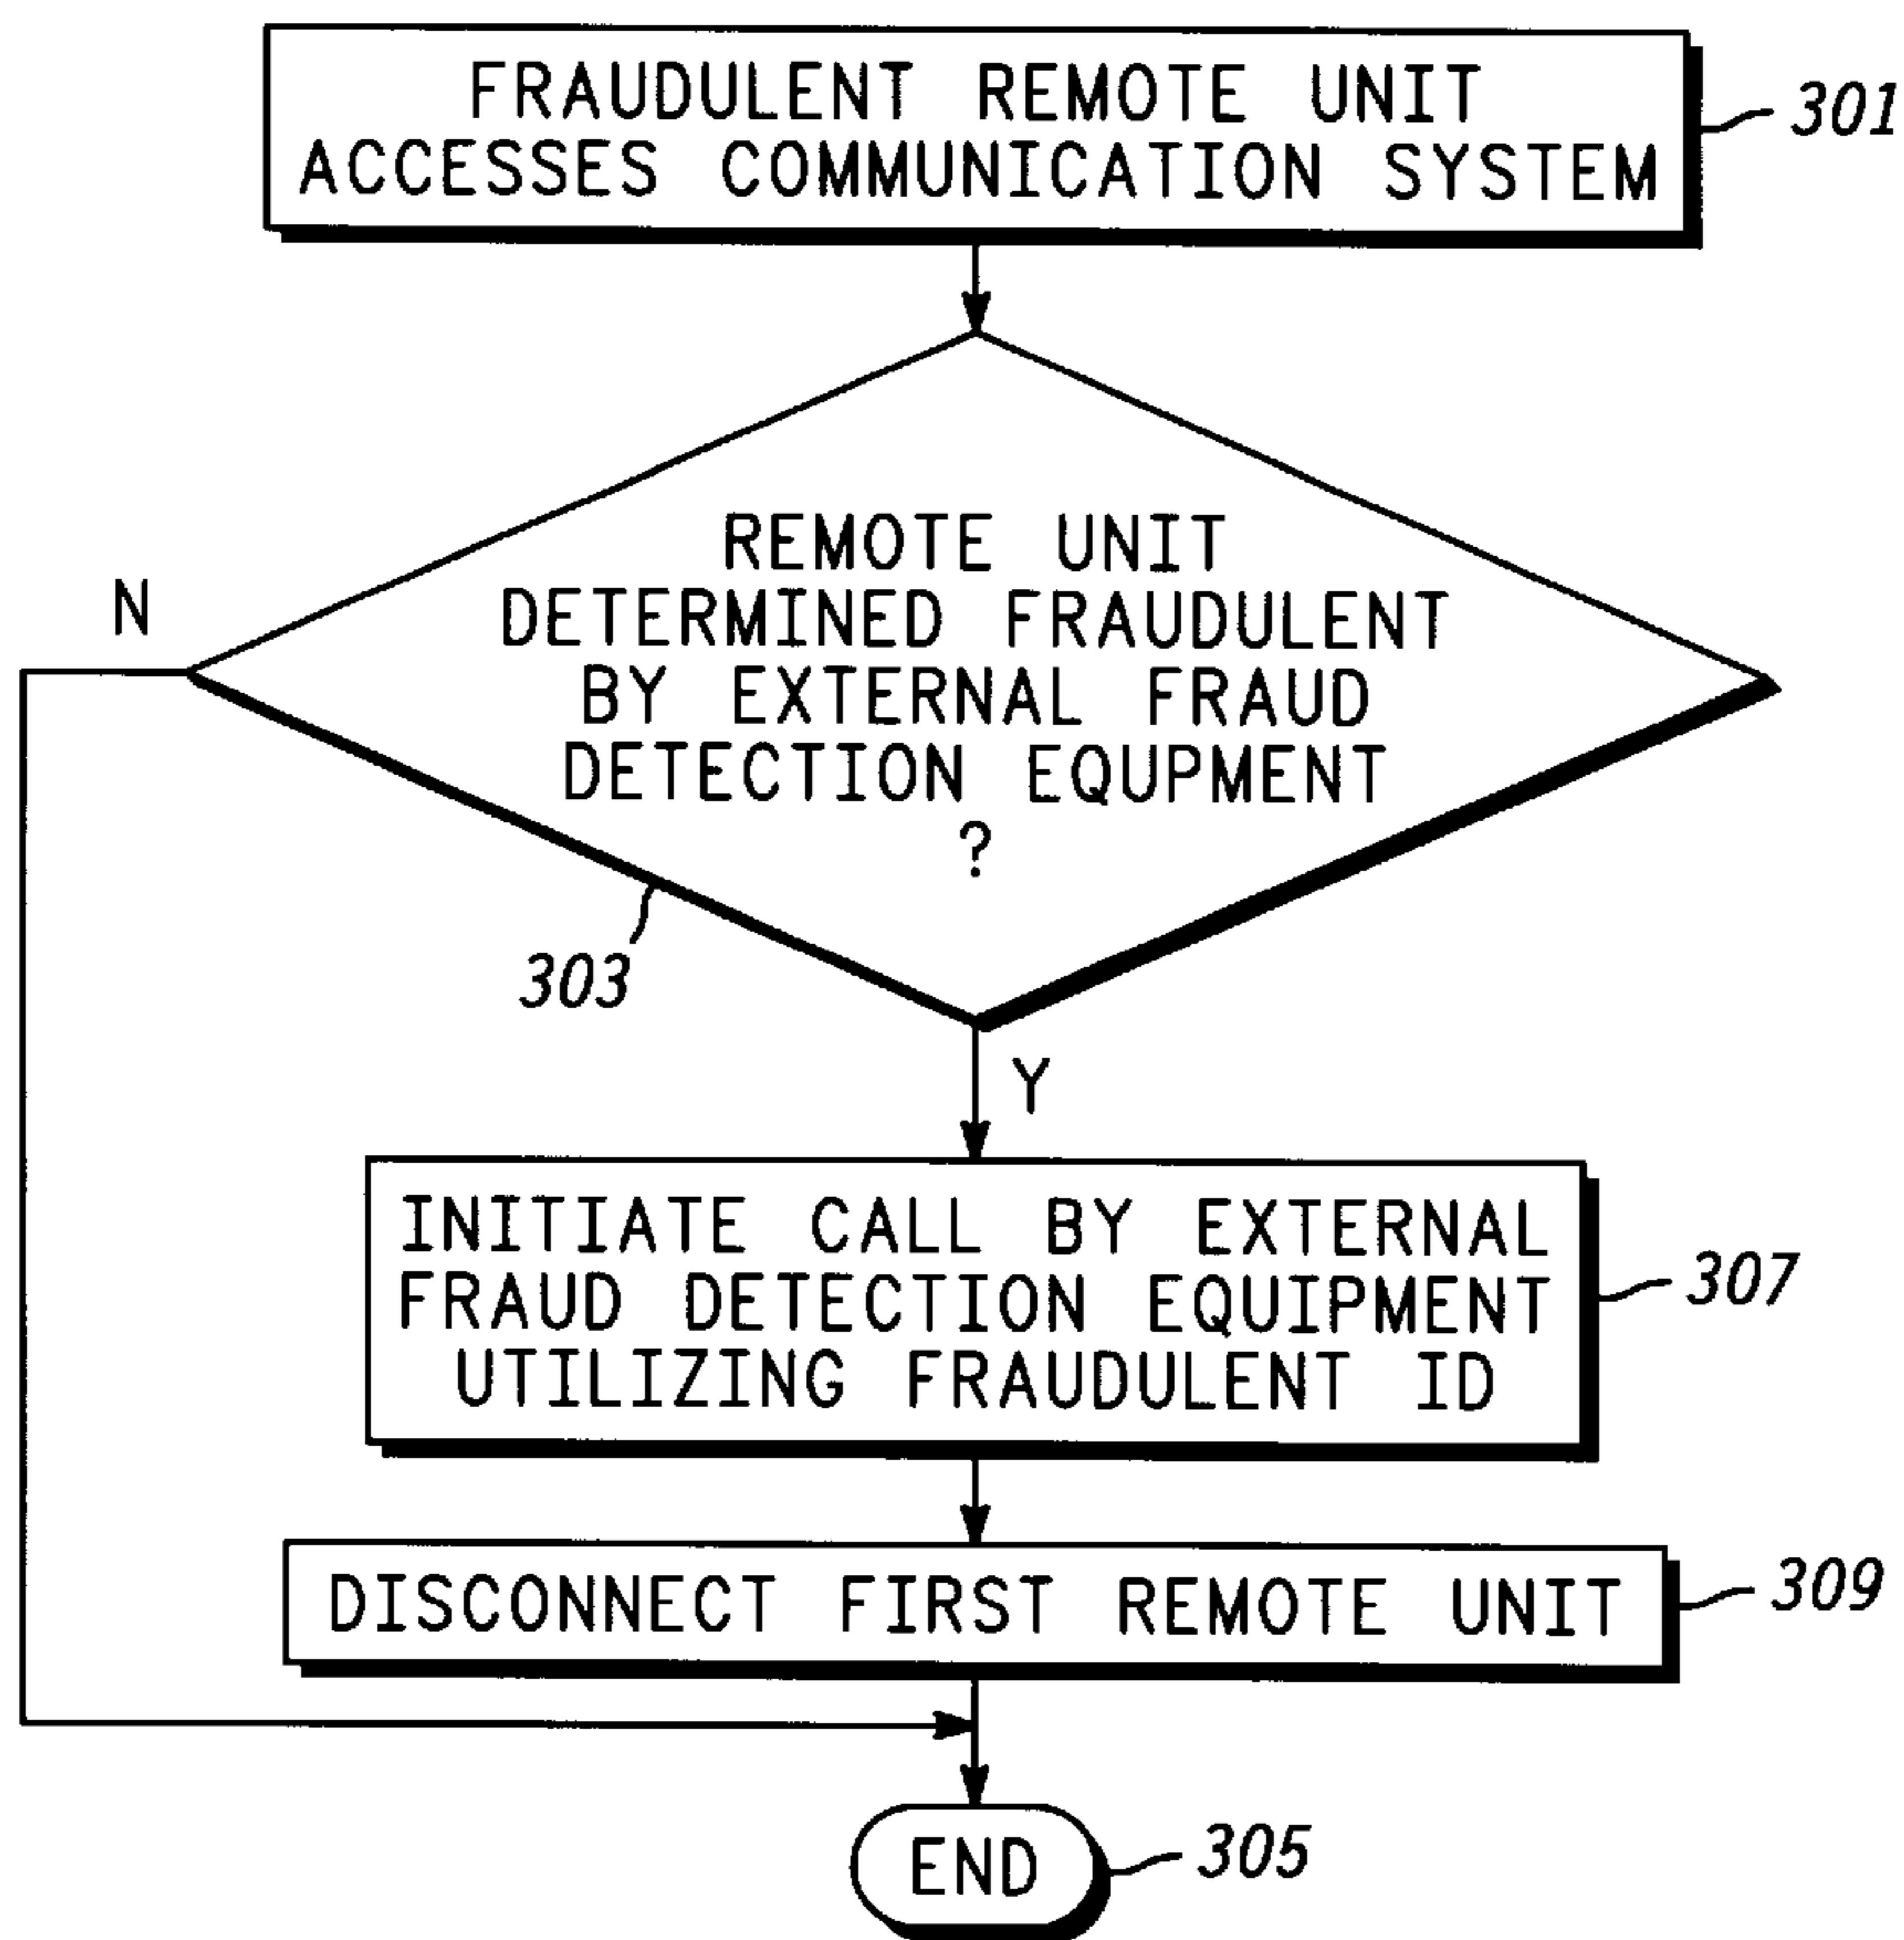 FRAUDULENT REMOTE UNIT
ACCESSES COMMUNICATION SYSTEM
301
REMOTE UNIT
DETERMINED FRAUDULENT
BY EXTERNAL FRAUD
DETECTION EQUPMENT
?
N
303
Y
INITIATE CALL BY EXTERNAL
FRAUD DETECTION EQUIPMENT
UTILIZING FRAUDULENT ID
307
DISCONNECT FIRST REMOTE UNIT
309
END
305